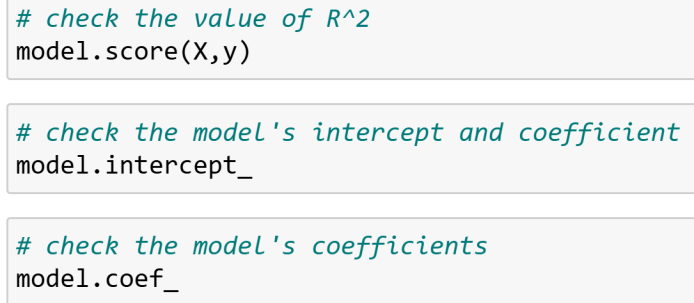 # check the value of R^2
model.score(X,y)
# check the model's intercept and coefficient
model.intercept_
# check the model's coefficients
model.coef_